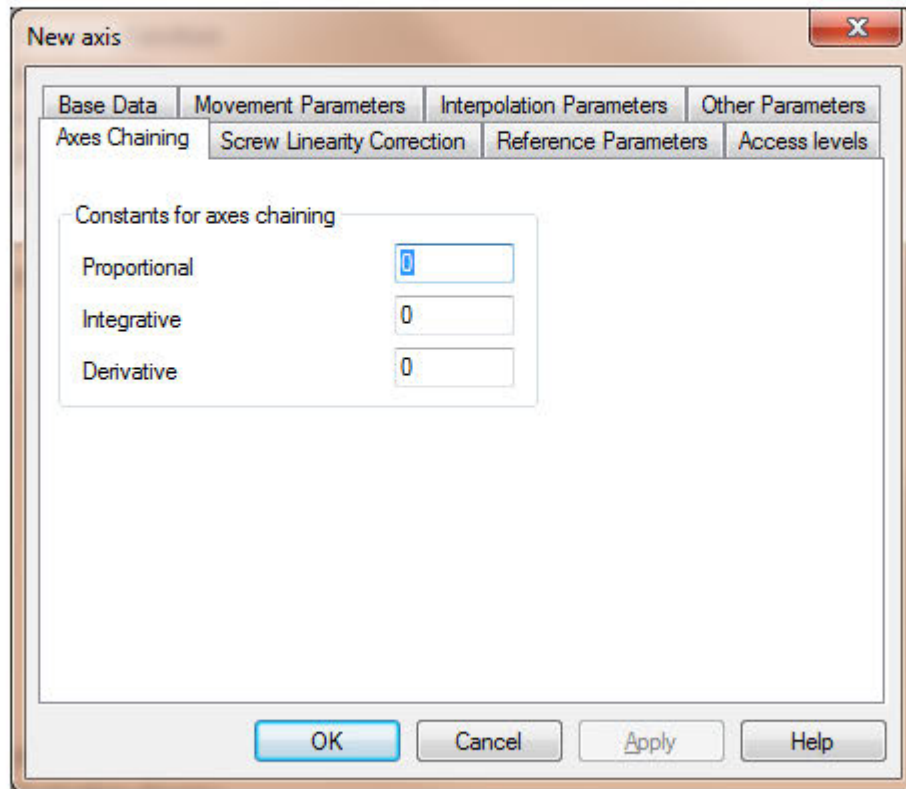 New axis
Base Data Movement Parameters Interpolation Parameters Other Parameters
Axes Chaining Screw Linearity Correction Reference Parameters Access levels
Constants for axes chaining
Proportional 0
Integrative 0
Derivative 0
OK Cancel Apply Help